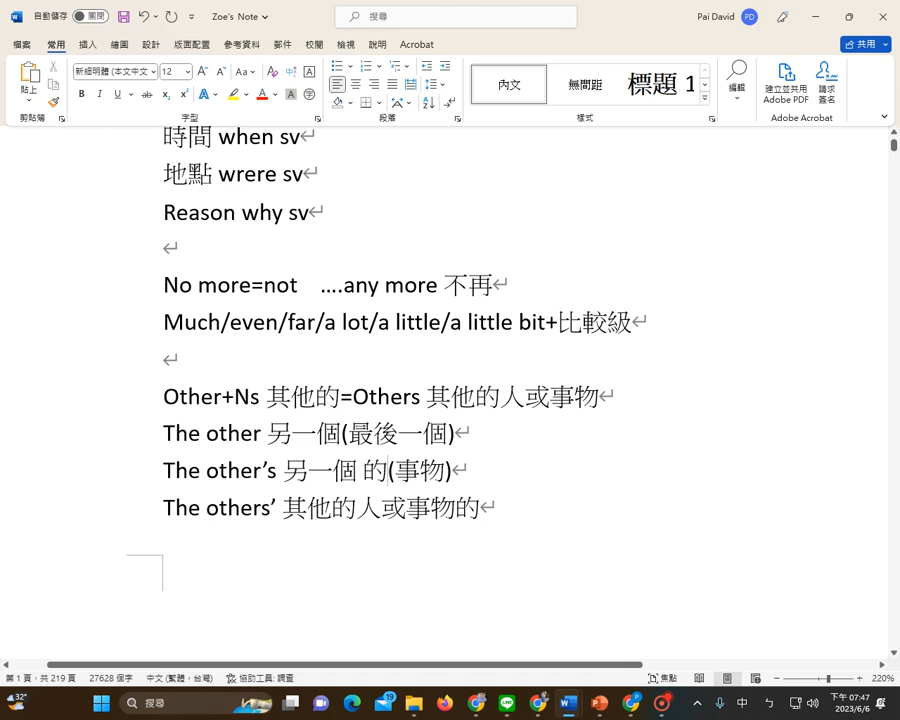 自動儲存 關閉 Zoe's Note 搜尋 Pai David PD
檔案 常用 插入 繪圖 設計 版面配置 參考資料 郵件 校閱 檢視 說明 Acrobat 共用
貼上 新細明體 (本文中文 12 A A Aa A
B I U ab x₂ x² A A A 字
內文 無間距 標題 1
編輯 建立並共用 Adobe PDF 請求簽名
剪貼簿 字型 段落 樣式 Adobe Acrobat
時間 when sv
地點 wrere sv
Reason why sv
No more=not ….any more 不再
Much/even/far/a lot/a little/a little bit+比較級
Other+Ns 其他的=Others 其他的人或事物
The other 另一個(最後一個)
The other’s 另一個 的(事物)
The others’ 其他的人或事物的
第 1 頁，共 219 頁 27628 個字 中文 (繁體，台灣) 協助工具: 調查 焦點 220%
32° 搜尋 19 中 下午 07:47
2023/6/6